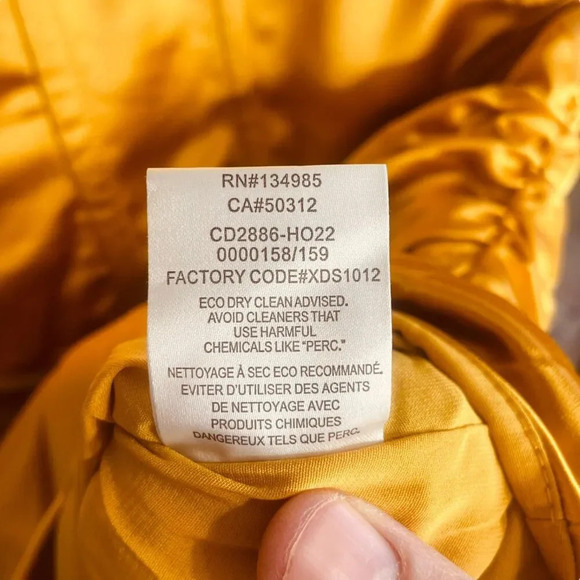 RN#134985
CA#50312
CD2886-HO22
0000158/159
FACTORY CODE#XDS1012
ECO DRY CLEAN ADVISED.
AVOID CLEANERS THAT
USE HARMFUL
CHEMICALS LIKE "PERC."
NETTOYAGE À SEC ECO RECOMMANDÉ.
EVITER D'UTILISER DES AGENTS
DE NETTOYAGE AVEC
PRODUITS CHIMIQUES
DANGEREUX TELS QUE PERC.